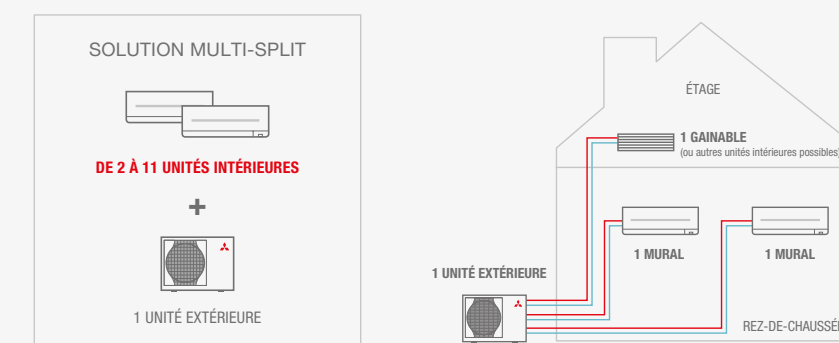 SOLUTION MULTI-SPLIT
DE 2 À 11 UNITÉS INTÉRIEURES
+
1 UNITÉ EXTÉRIEURE
ÉTAGE
1 GAINABLE
(ou autres unités intérieures possibles)
1 MURAL
1 MURAL
1 UNITÉ EXTÉRIEURE
REZ-DE-CHAUSSÉ